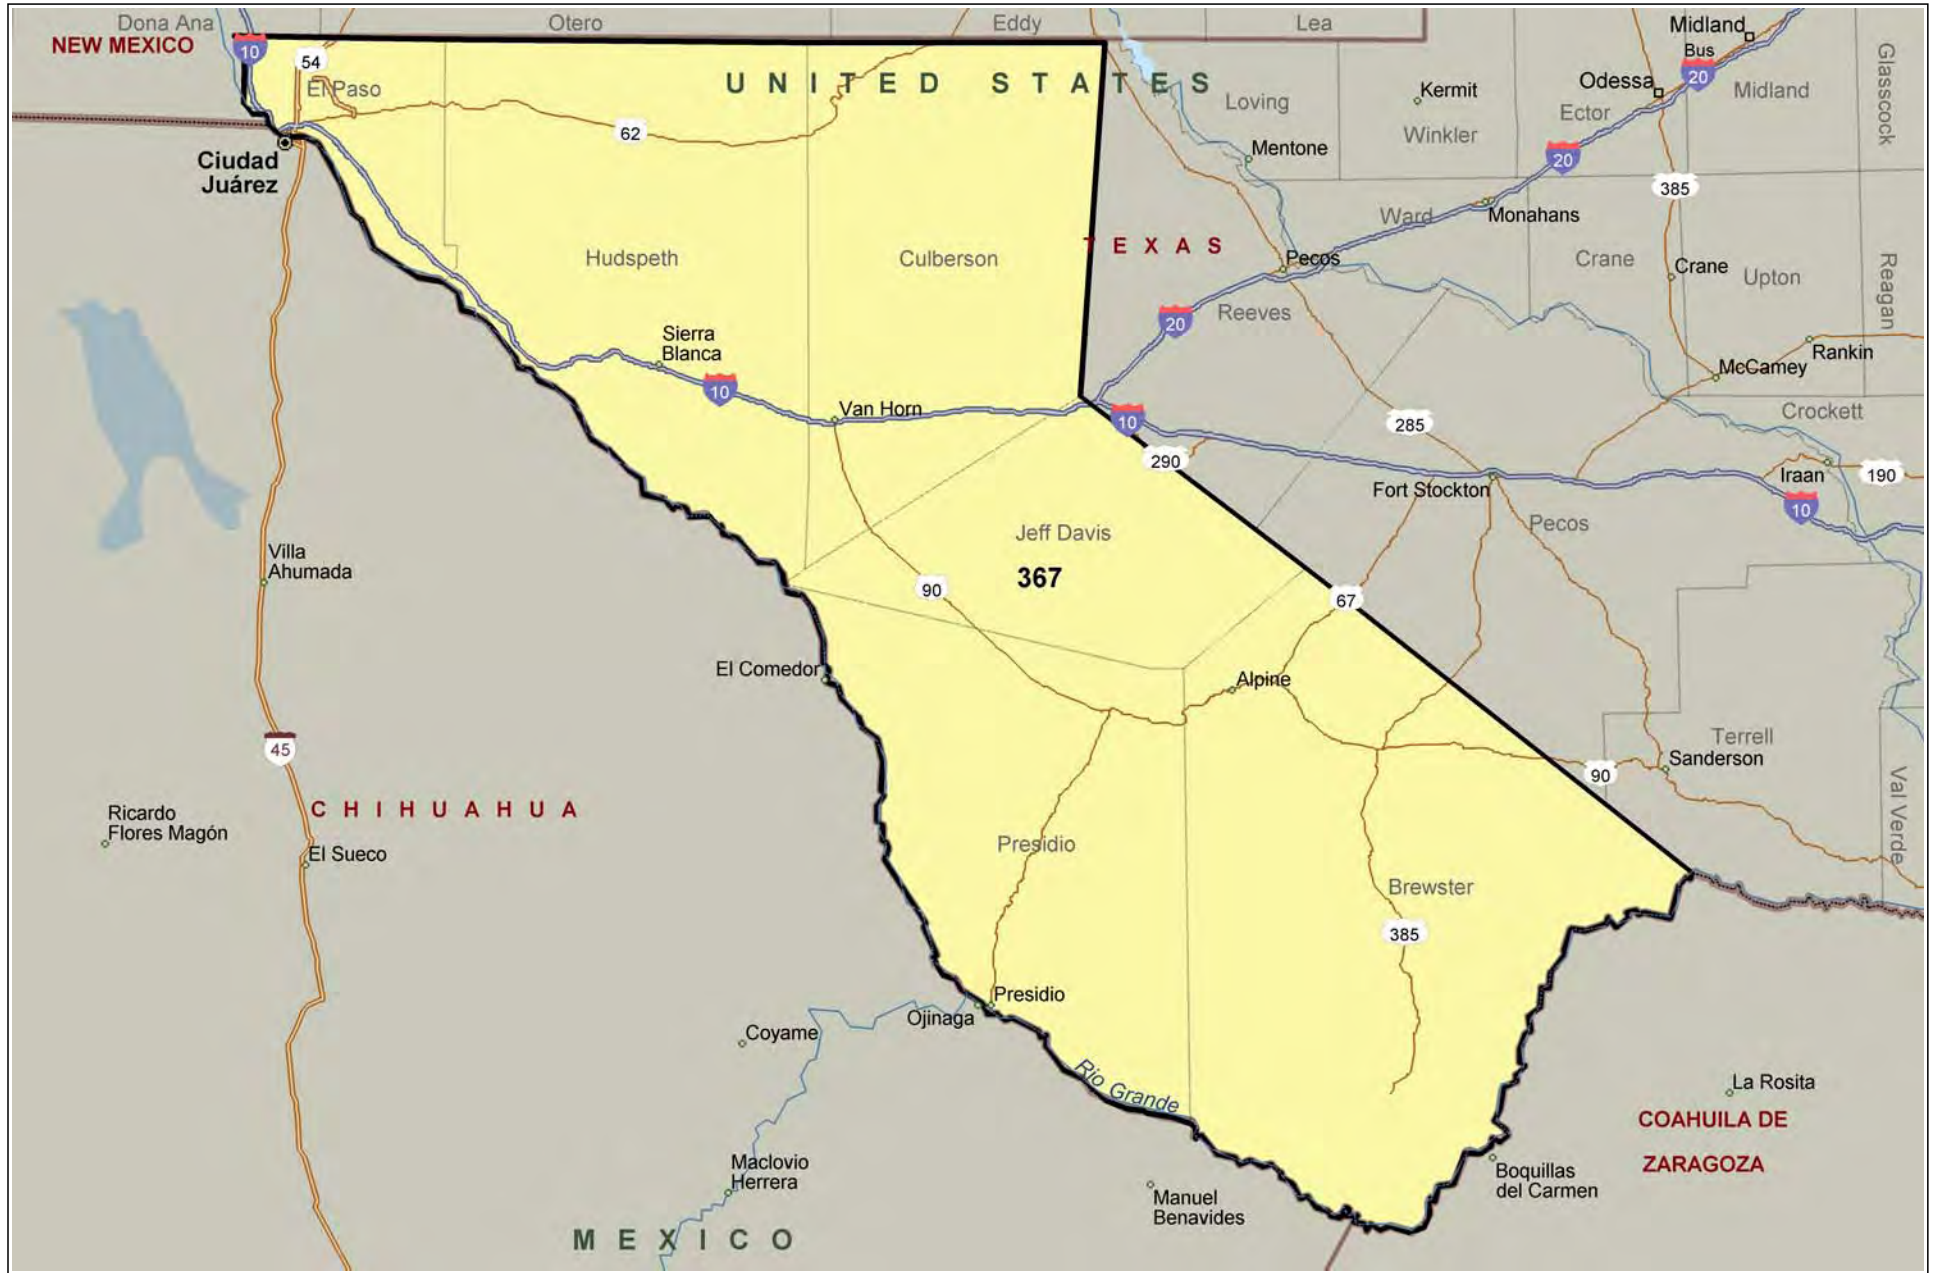 Dona Ana
Otero
Eddy
Lea
Midland
NEW MEXICO
10
54
Bus
20
Glasscock
El Paso
UNITED STATES
Kermit
Odessa
Midland
Loving
Ector
62
Winkler
Ciudad
Juárez
Mentone
20
385
Ward
Monahans
TEXAS
Hudspeth
Culberson
Pecos
Crane
Crane
Upton
Reagan
20
Reeves
Sierra
Blanca
Rankin
McCamey
10
Van Horn
10
285
Crockett
290
Fort Stockton
Iraan
190
10
Jeff Davis
Pecos
Villa
Ahumada
367
90
67
El Comedor
Alpine
45
Terrell
Sanderson
90
Val Verde
Ricardo
Flores Magón
CHIHUAHUA
El Sueco
Presidio
Brewster
385
Presidio
Ojinaga
Coyame
Rio Grande
La Rosita
COAHUILA DE
ZARAGOZA
Maclovio
Herrera
Boquillas
del Carmen
Manuel
Benavides
MEXICO